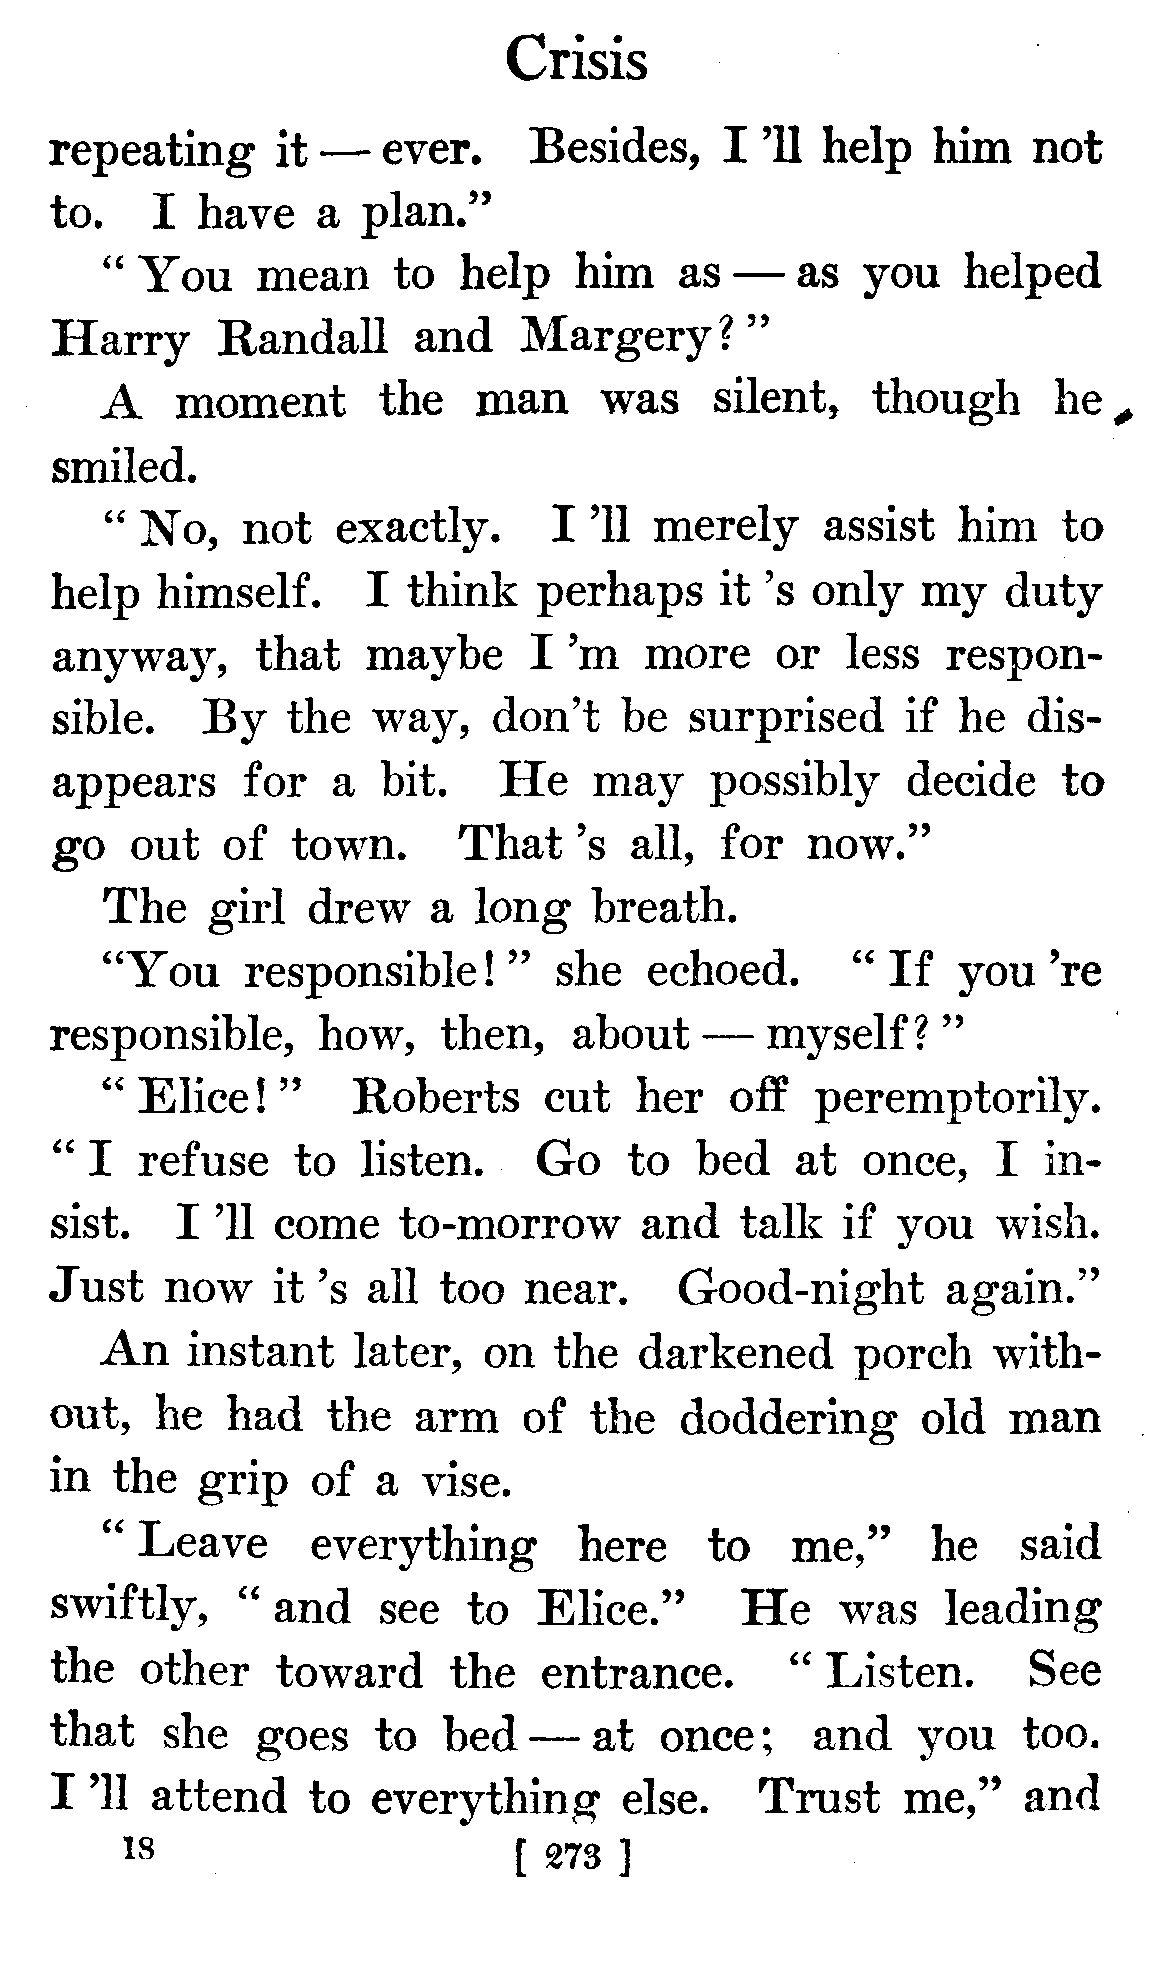 Crisis
repeating it — ever. Besides, I 'll help him not
to. I have a plan.”
“ You mean to help him as — as you helped
Harry Randall and Margery? ”
A moment the man was silent, though he
smiled.
“ No, not exactly. I 'll merely assist him to
help himself. I think perhaps it 's only my duty
anyway, that maybe I 'm more or less respon-
sible. By the way, don't be surprised if he dis-
appears for a bit. He may possibly decide to
go out of town. That 's all, for now.”
The girl drew a long breath.
“You responsible! ” she echoed. “ If you 're
responsible, how, then, about — myself? ”
“ Elice! ” Roberts cut her off peremptorily.
“ I refuse to listen. Go to bed at once, I in-
sist. I 'll come to-morrow and talk if you wish.
Just now it 's all too near. Good-night again.”
An instant later, on the darkened porch with-
out, he had the arm of the doddering old man
in the grip of a vise.
“ Leave everything here to me,” he said
swiftly, “ and see to Elice.” He was leading
the other toward the entrance. “ Listen. See
that she goes to bed — at once; and you too.
I 'll attend to everything else. Trust me,” and
18 [ 273 ]